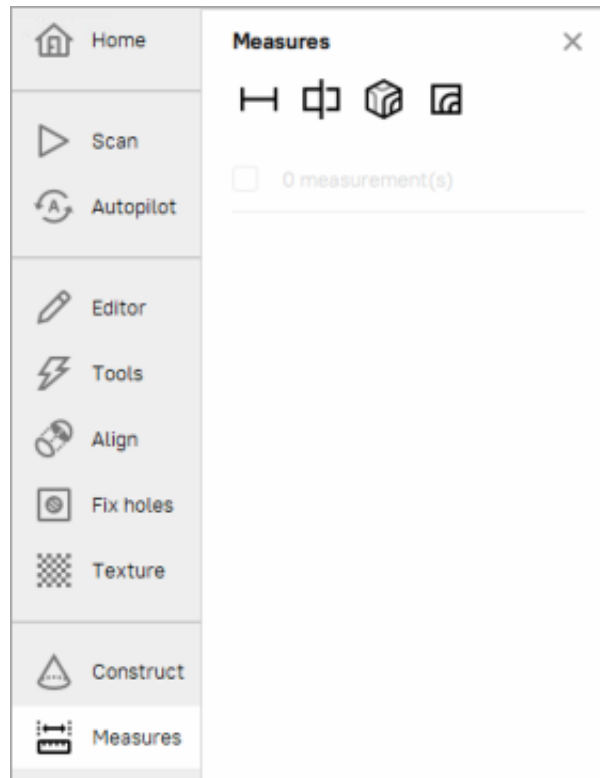 Home
Scan
Autopilot
Editor
Tools
Align
Fix holes
Texture
Construct
Measures
Measures
0 measurement(s)